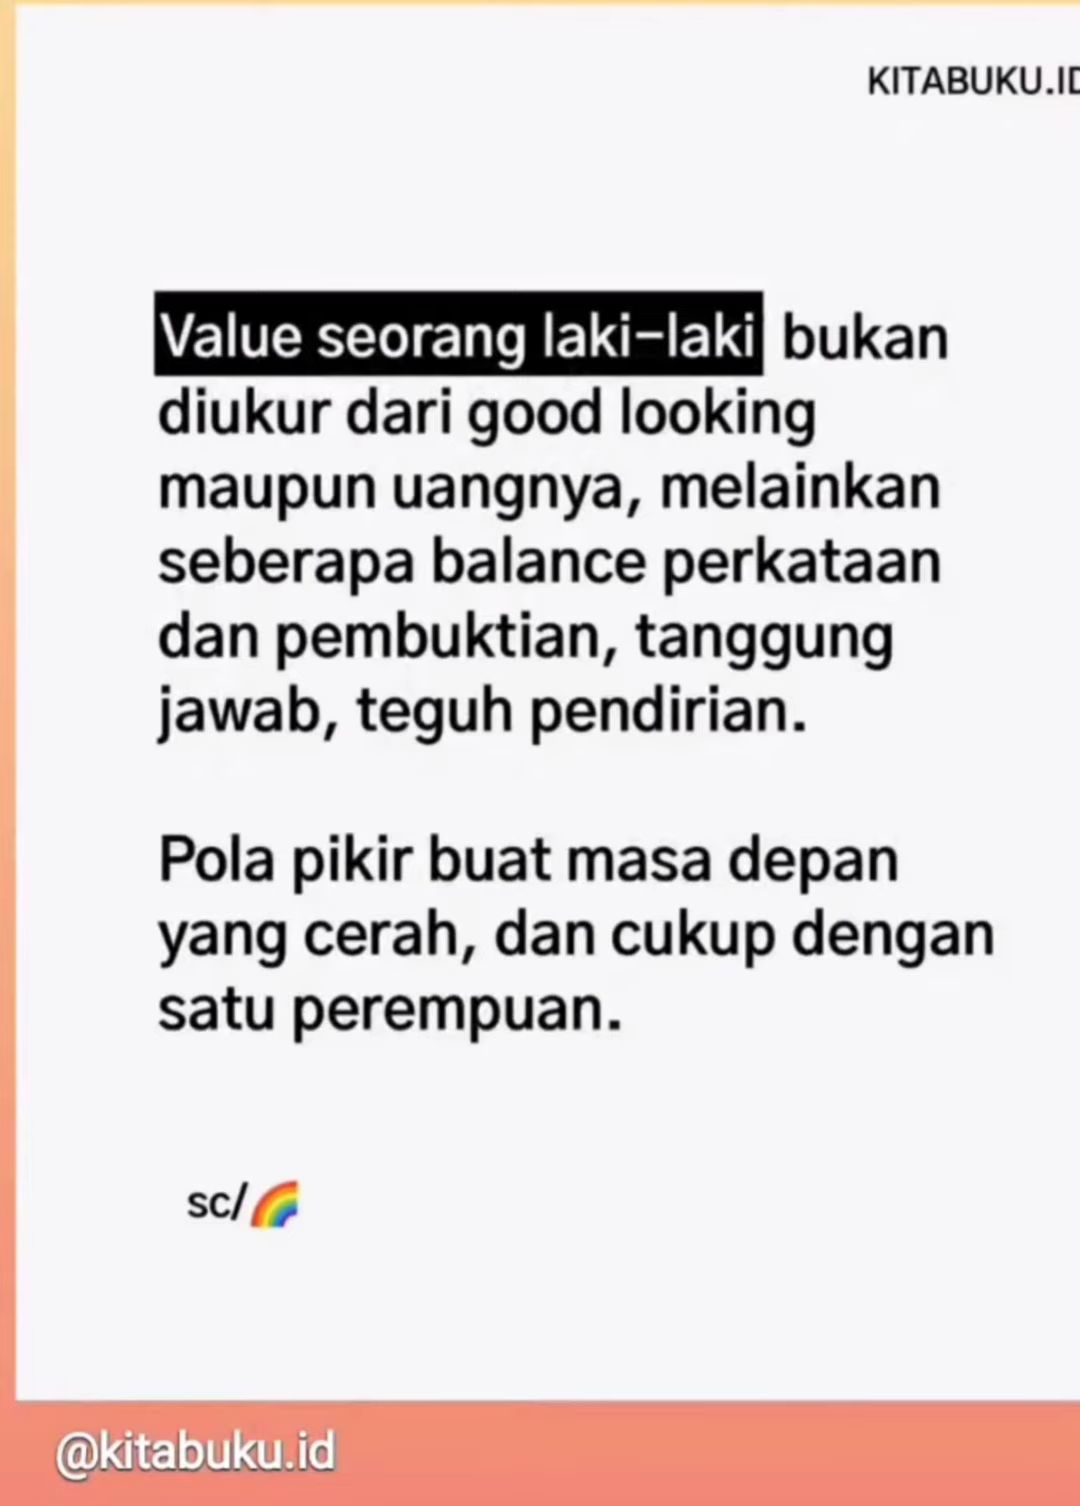 KITABUKU.ID
Value seorang laki-laki bukan
diukur dari good looking
maupun uangnya, melainkan
seberapa balance perkataan
dan pembuktian, tanggung
jawab, teguh pendirian.
Pola pikir buat masa depan
yang cerah, dan cukup dengan
satu perempuan.
sc/🌈
@kitabuku.id